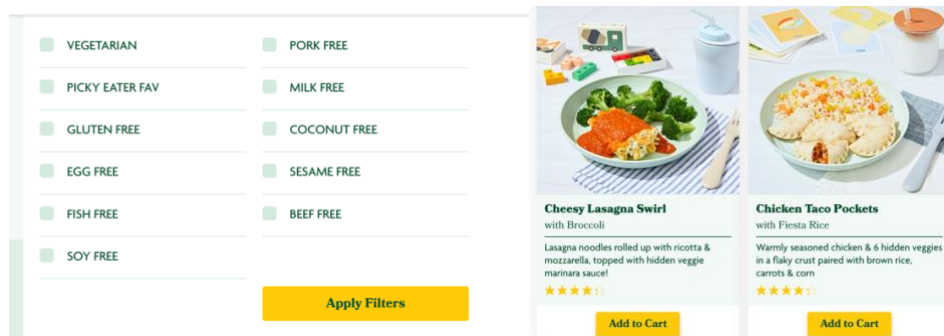 VEGETARIAN
PICKY EATER FAV
GLUTEN FREE
EGG FREE
FISH FREE
SOY FREE
PORK FREE
MILK FREE
COCONUT FREE
SESAME FREE
BEEF FREE
Apply Filters
Cheesy Lasagna Swirl
with Broccoli
Lasagna noodles rolled up with ricotta &
mozzarella, topped with hidden veggie
marinara sauce!
Add to Cart
Chicken Taco Pockets
with Fiesta Rice
Warmly seasoned chicken & 6 hidden veggies
in a flaky crust paired with brown rice,
carrots & corn
Add to Cart